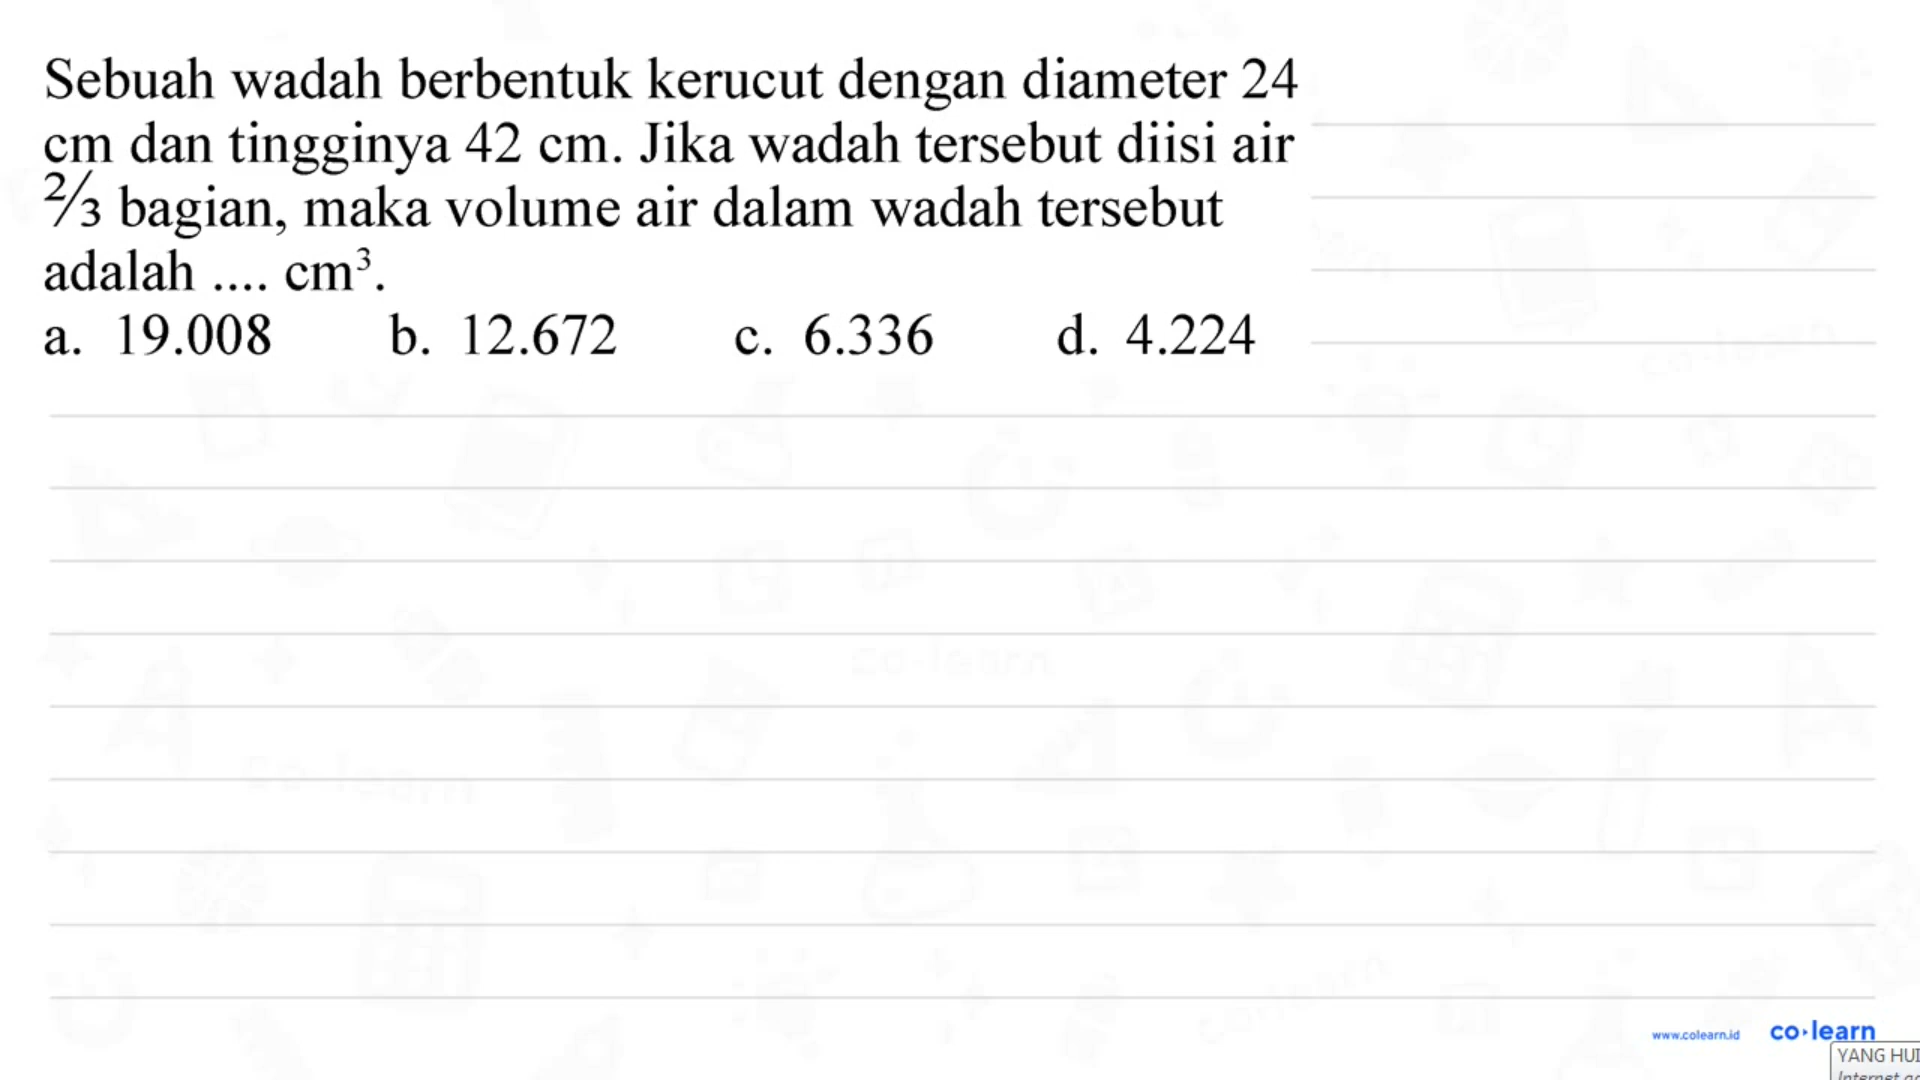 Sebuah wadah berbentuk kerucut dengan diameter 24
cm dan tingginya 42 cm. Jika wadah tersebut diisi air
⅔ bagian, maka volume air dalam wadah tersebut
adalah .... cm³.
a. 19.008 b. 12.672 c. 6.336 d. 4.224
www.colearn.id co·learn
YANG HUI